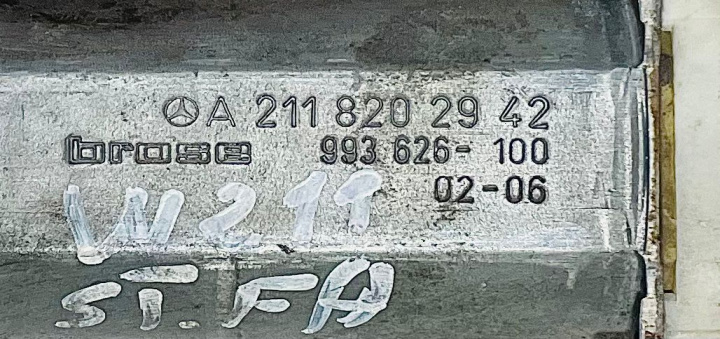 A 211 820 29 42
brose 993 626-100
02-06
W211
ST. FA